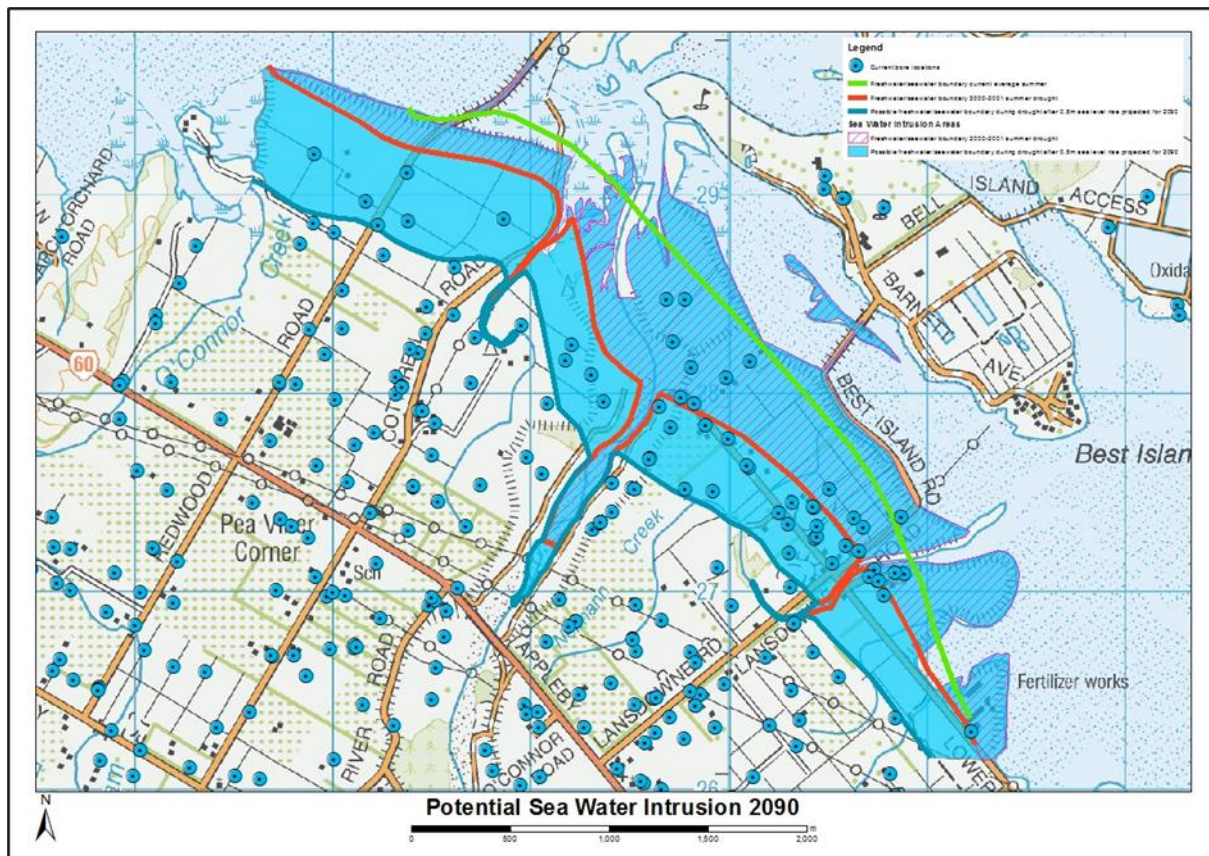 Legend
Current bore locations
Freshwater/seawater boundary current average summer
Freshwater/seawater boundary 2000-2001 summer drought
Possible freshwater/seawater boundary during drought after 0.8m sea level rise projected for 2090
Sea Water Intrusion Areas
Freshwater/seawater boundary 2000-2001 summer drought
Possible freshwater/seawater boundary during drought after 0.8m sea level rise projected for 2090
ORCHARD
ROAD
Creek
O'Connor
60
REDWOOD
ROAD
ROAD
29
BELL
ISLAND
ACCESS
BARNETT
AVE
Oxida
BEST ISLAND
RD
Best Islan
Pea Viner
Corner
Sch
Creek
27
LANSDOWNE RD
Fertilizer works
RIVER
ROAD
CONNOR
ROAD
LOWER
26
N
Potential Sea Water Intrusion 2090
0 500 1,000 1,500 2,000 m